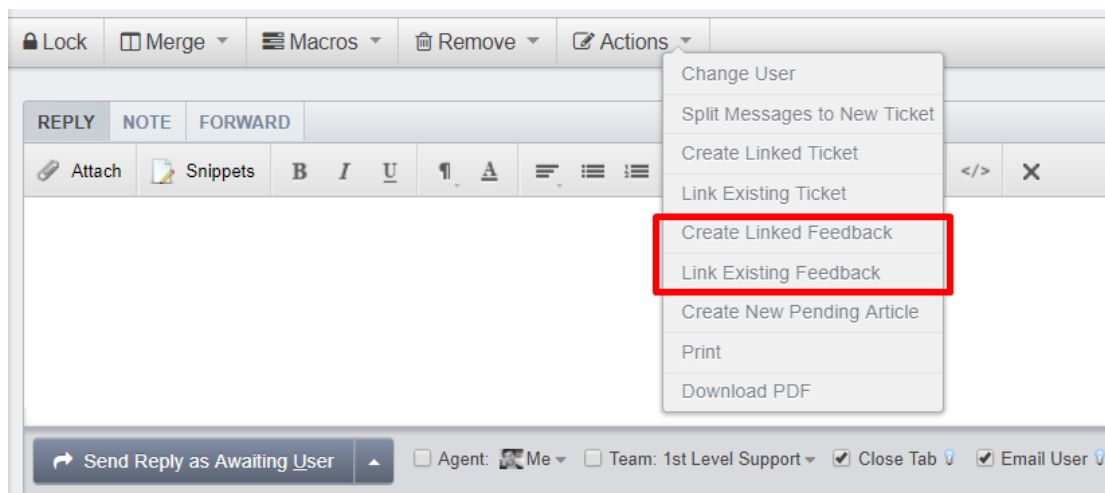 Lock Merge Macros Remove Actions
Change User
Split Messages to New Ticket
Create Linked Ticket
Link Existing Ticket
Create Linked Feedback
Link Existing Feedback
Create New Pending Article
Print
Download PDF
REPLY NOTE FORWARD
Attach Snippets B I U ¶ A </> X
Send Reply as Awaiting User Agent: Me Team: 1st Level Support Close Tab Email User